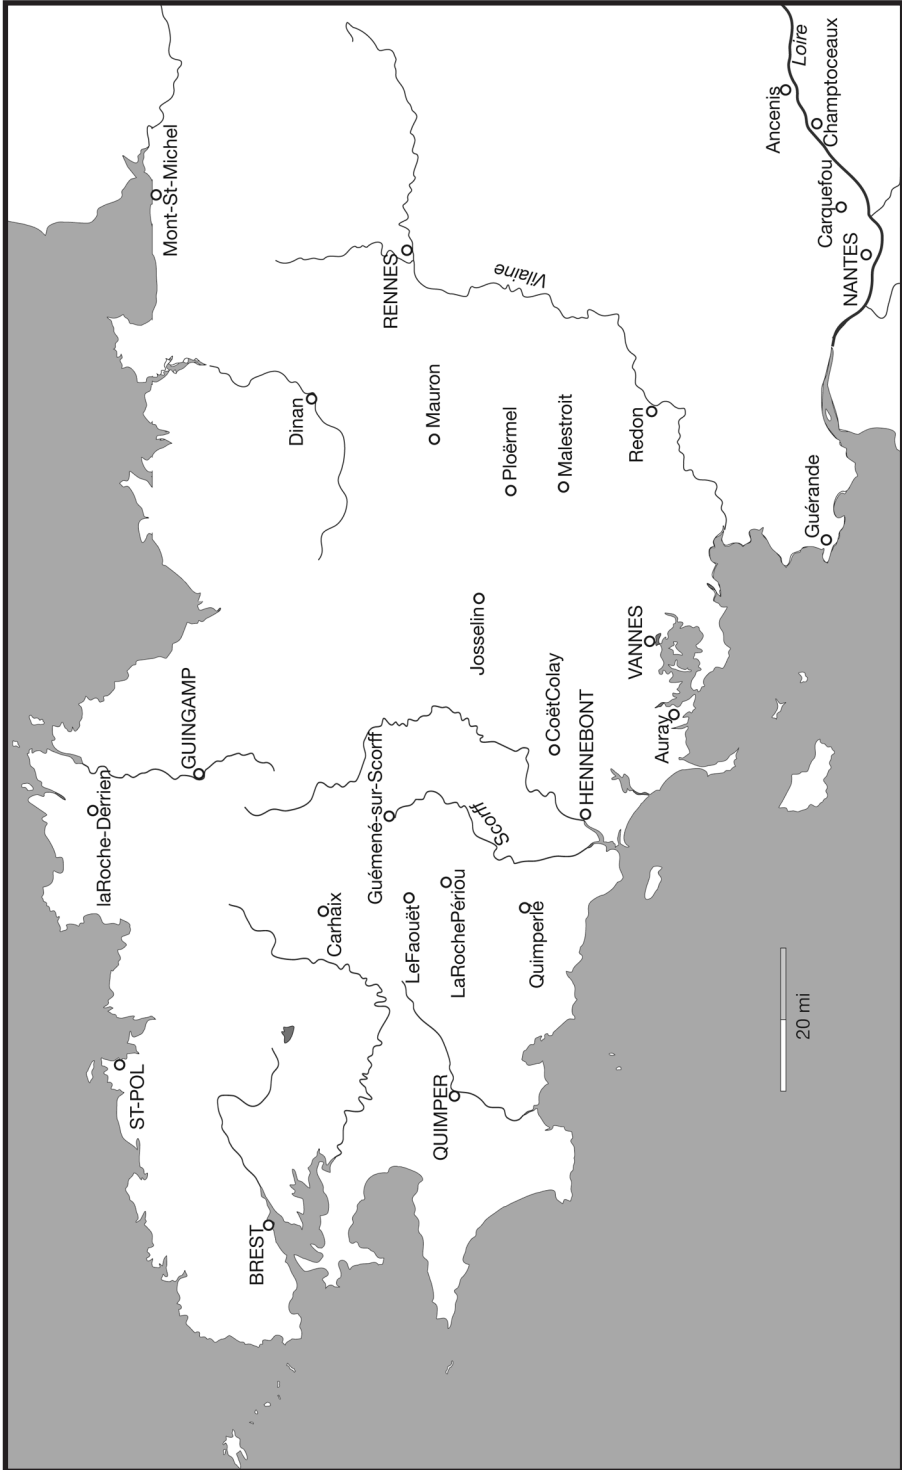 laRoche-Derrien
ST-POL
Mont-St-Michel
GUINGAMP
BREST
Dinan
Carhaix
Guémené-sur-Scorff
RENNES
LeFaouët
Mauron
QUIMPER
LaRochePériou
Josselin
Scorff
Ploërmel
Vilaine
Quimperlé
CoëtColay
Malestroit
HENNEBONT
VANNES
Redon
Auray
Ancenis
Loire
20 mi
Guérande
Carquefou
Champtoceaux
NANTES